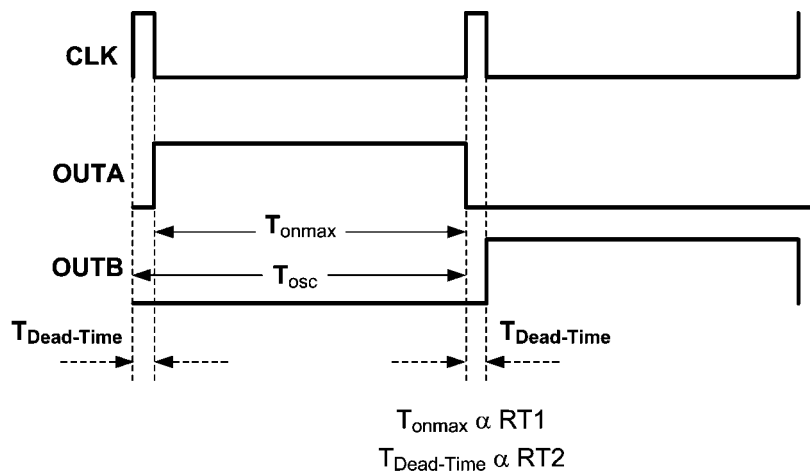 CLK
OUTA
Tonmax
OUTB
Tosc
TDead-Time
TDead-Time
Tonmax α RT1
TDead-Time α RT2